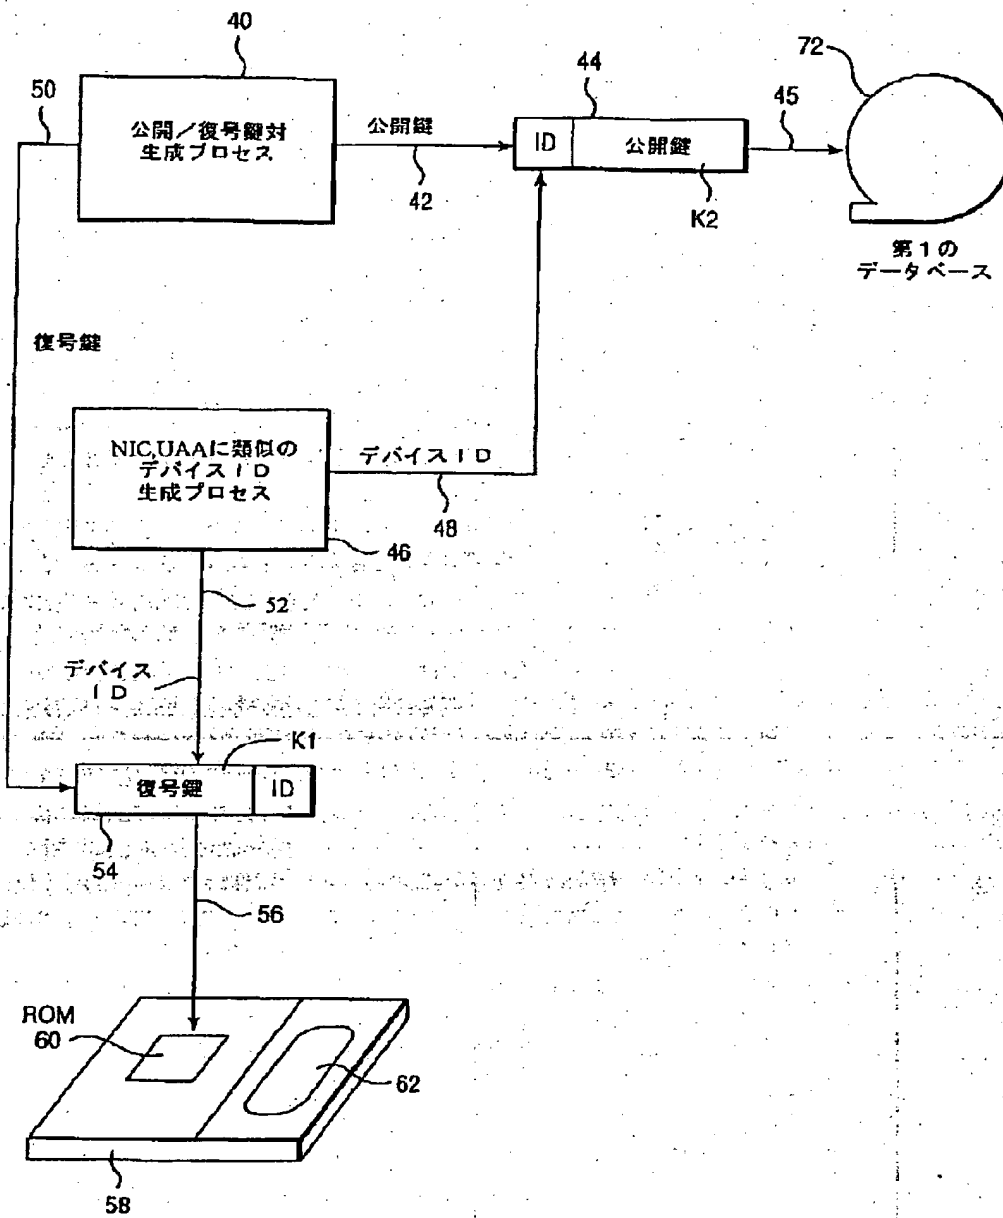 40
50
公開/復号鍵対
生成プロセス
公開鍵
42
44
ID
公開鍵
K2
45
72
第1の
データベース
復号鍵
NIC,UAAに類似の
デバイスID
生成プロセス
46
デバイスID
48
52
デバイス
ID
K1
復号鍵
ID
54
56
ROM
60
62
58